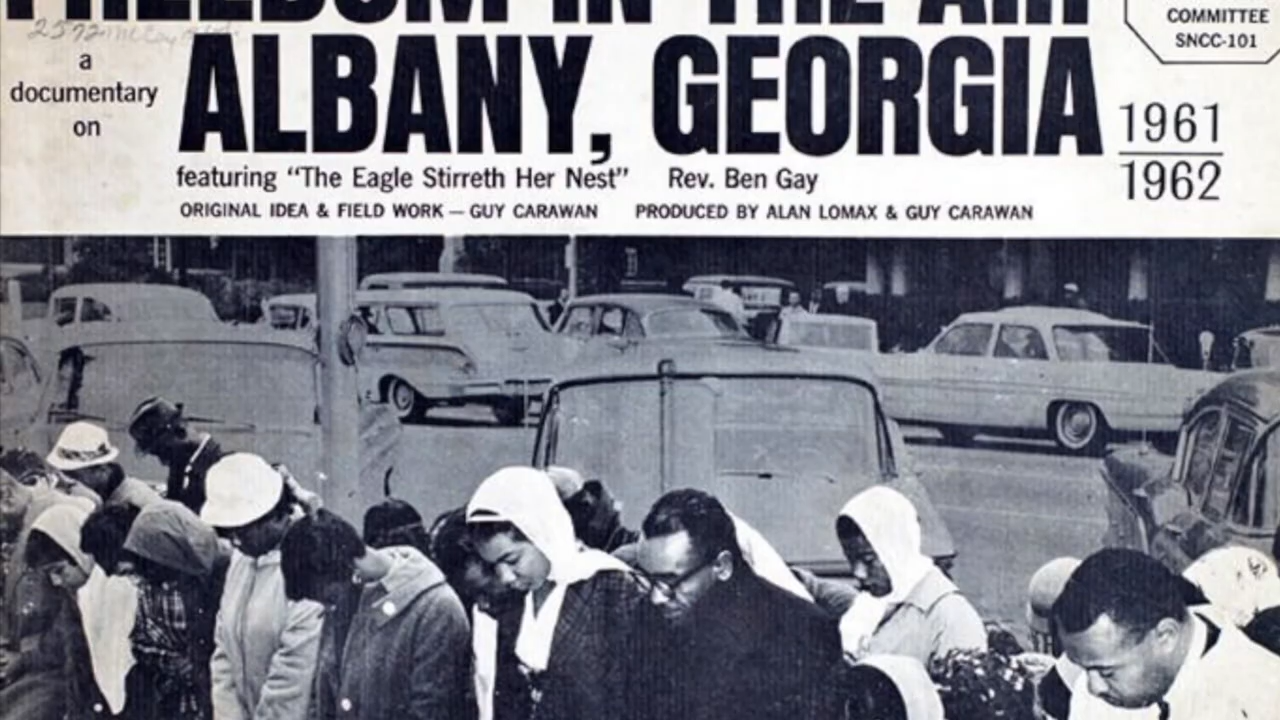 FREEDOM IN THE AIR
COMMITTEE
SNCC-101
a
documentary
on
ALBANY, GEORGIA
1961
1962
featuring "The Eagle Stirreth Her Nest" Rev. Ben Gay
ORIGINAL IDEA & FIELD WORK — GUY CARAWAN PRODUCED BY ALAN LOMAX & GUY CARAWAN